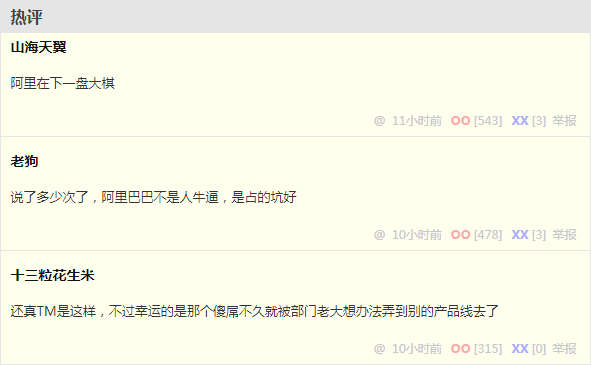 热评
山海天翼
阿里在下一盘大棋
@ 11小时前 OO [543] XX [3] 举报
老狗
说了多少次了，阿里巴巴不是人牛逼，是占的坑好
@ 10小时前 OO [478] XX [3] 举报
十三粒花生米
还真TM是这样，不过幸运的是那个傻屌不久就被部门老大想办法弄到别的产品线去了
@ 10小时前 OO [315] XX [0] 举报